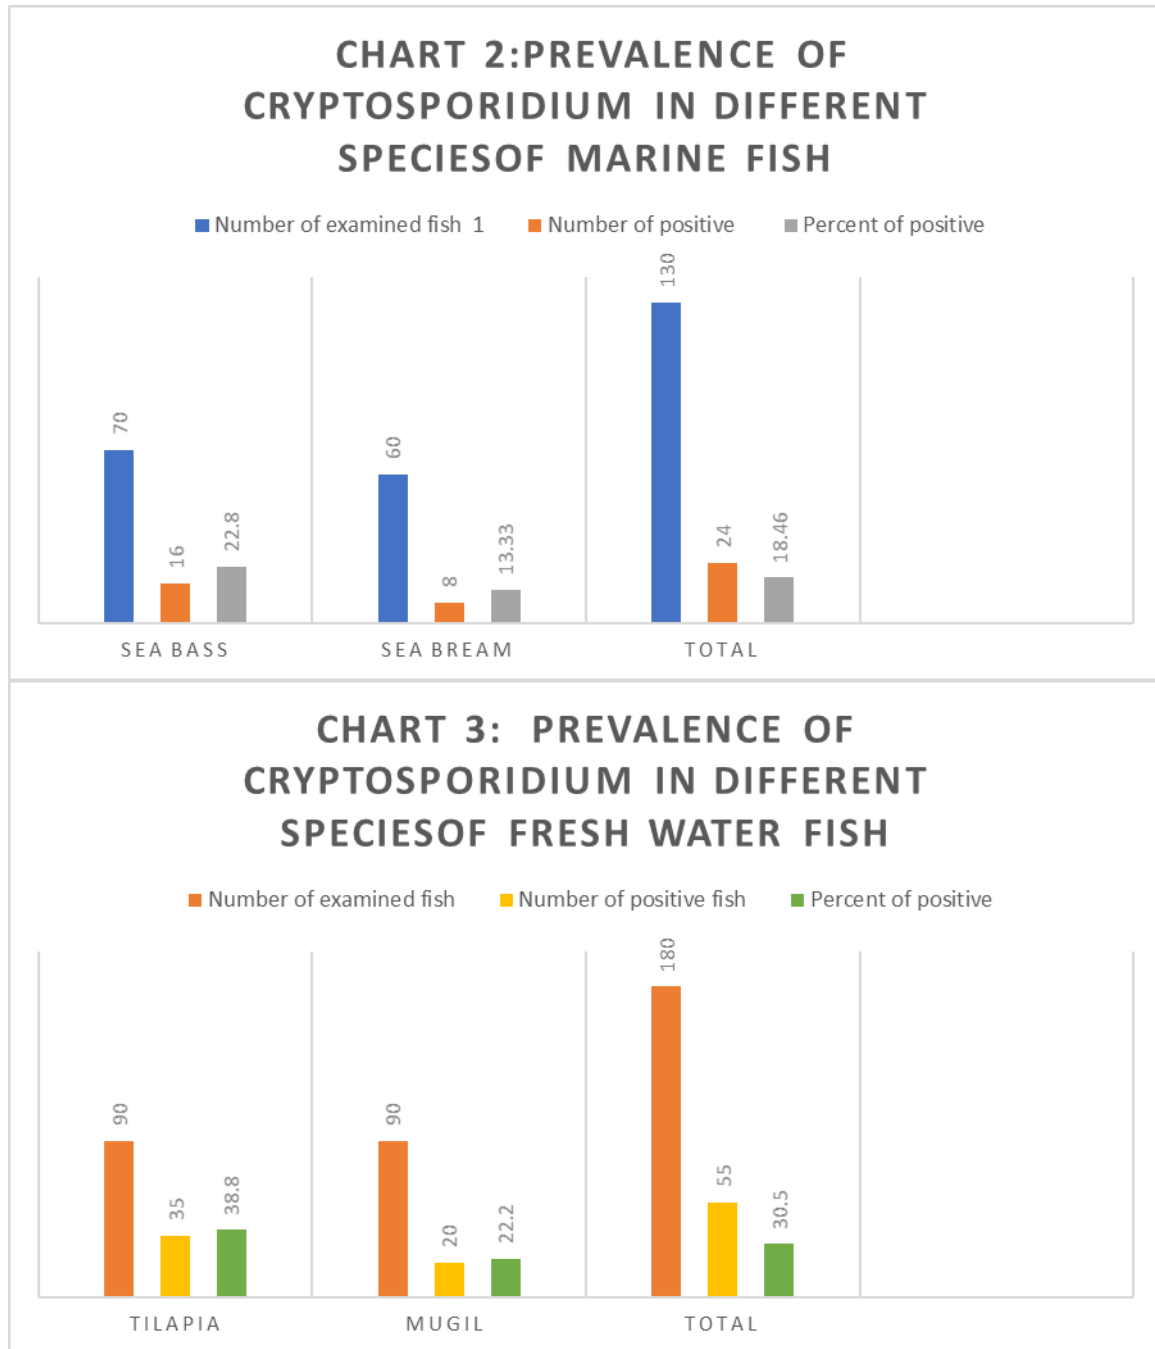 CHART 2:PREVALENCE OF
CRYPTOSPORIDIUM IN DIFFERENT
SPECIESOF MARINE FISH
Number of examined fish 1 Number of positive Percent of positive
70
16
22.8
60
8
13.33
130
24
18.46
SEA BASS SEA BREAM TOTAL
CHART 3: PREVALENCE OF
CRYPTOSPORIDIUM IN DIFFERENT
SPECIESOF FRESH WATER FISH
Number of examined fish Number of positive fish Percent of positive
90
35
38.8
90
20
22.2
180
55
30.5
TILAPIA MUGIL TOTAL